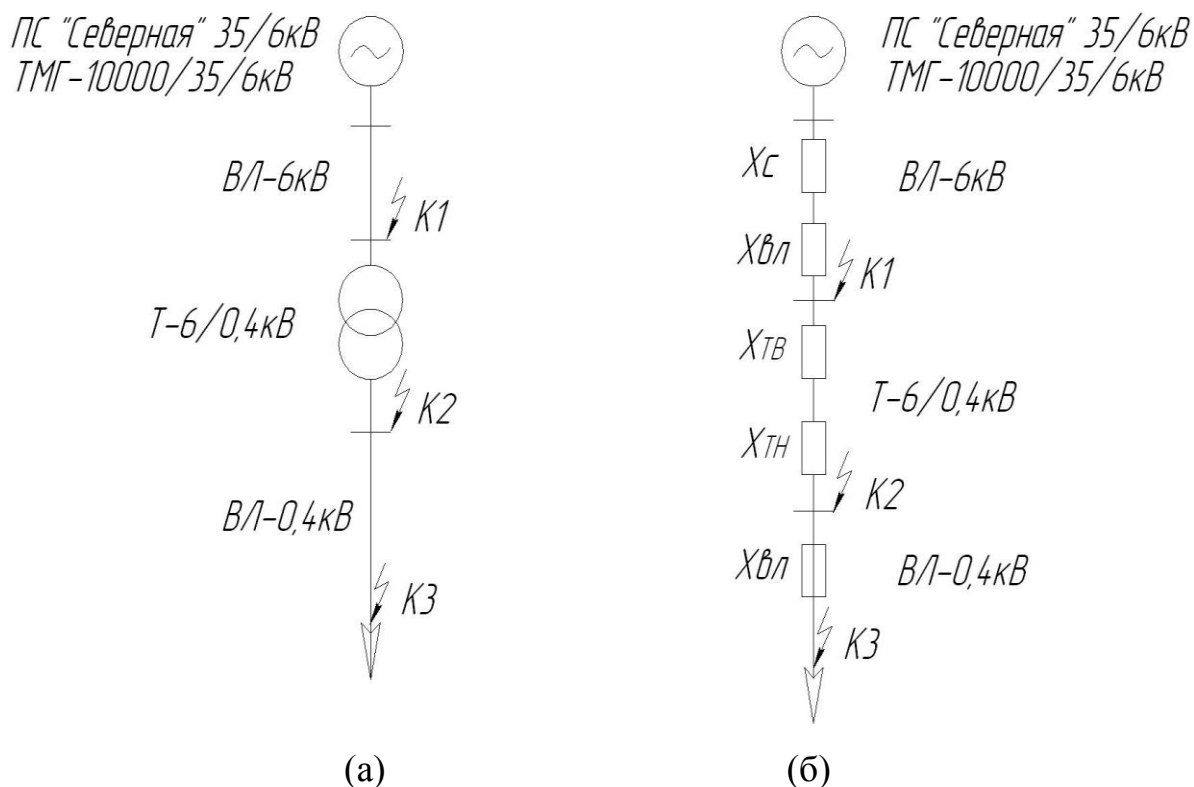 ПС "Северная" 35/6кВ
ТМГ-10000/35/6кВ
ВЛ-6кВ
К1
Т-6/0,4кВ
К2
ВЛ-0,4кВ
К3
(а)
ПС "Северная" 35/6кВ
ТМГ-10000/35/6кВ
Хс
ВЛ-6кВ
Хвл
К1
ХТВ
Т-6/0,4кВ
ХТН
К2
Хвл
ВЛ-0,4кВ
К3
(б)